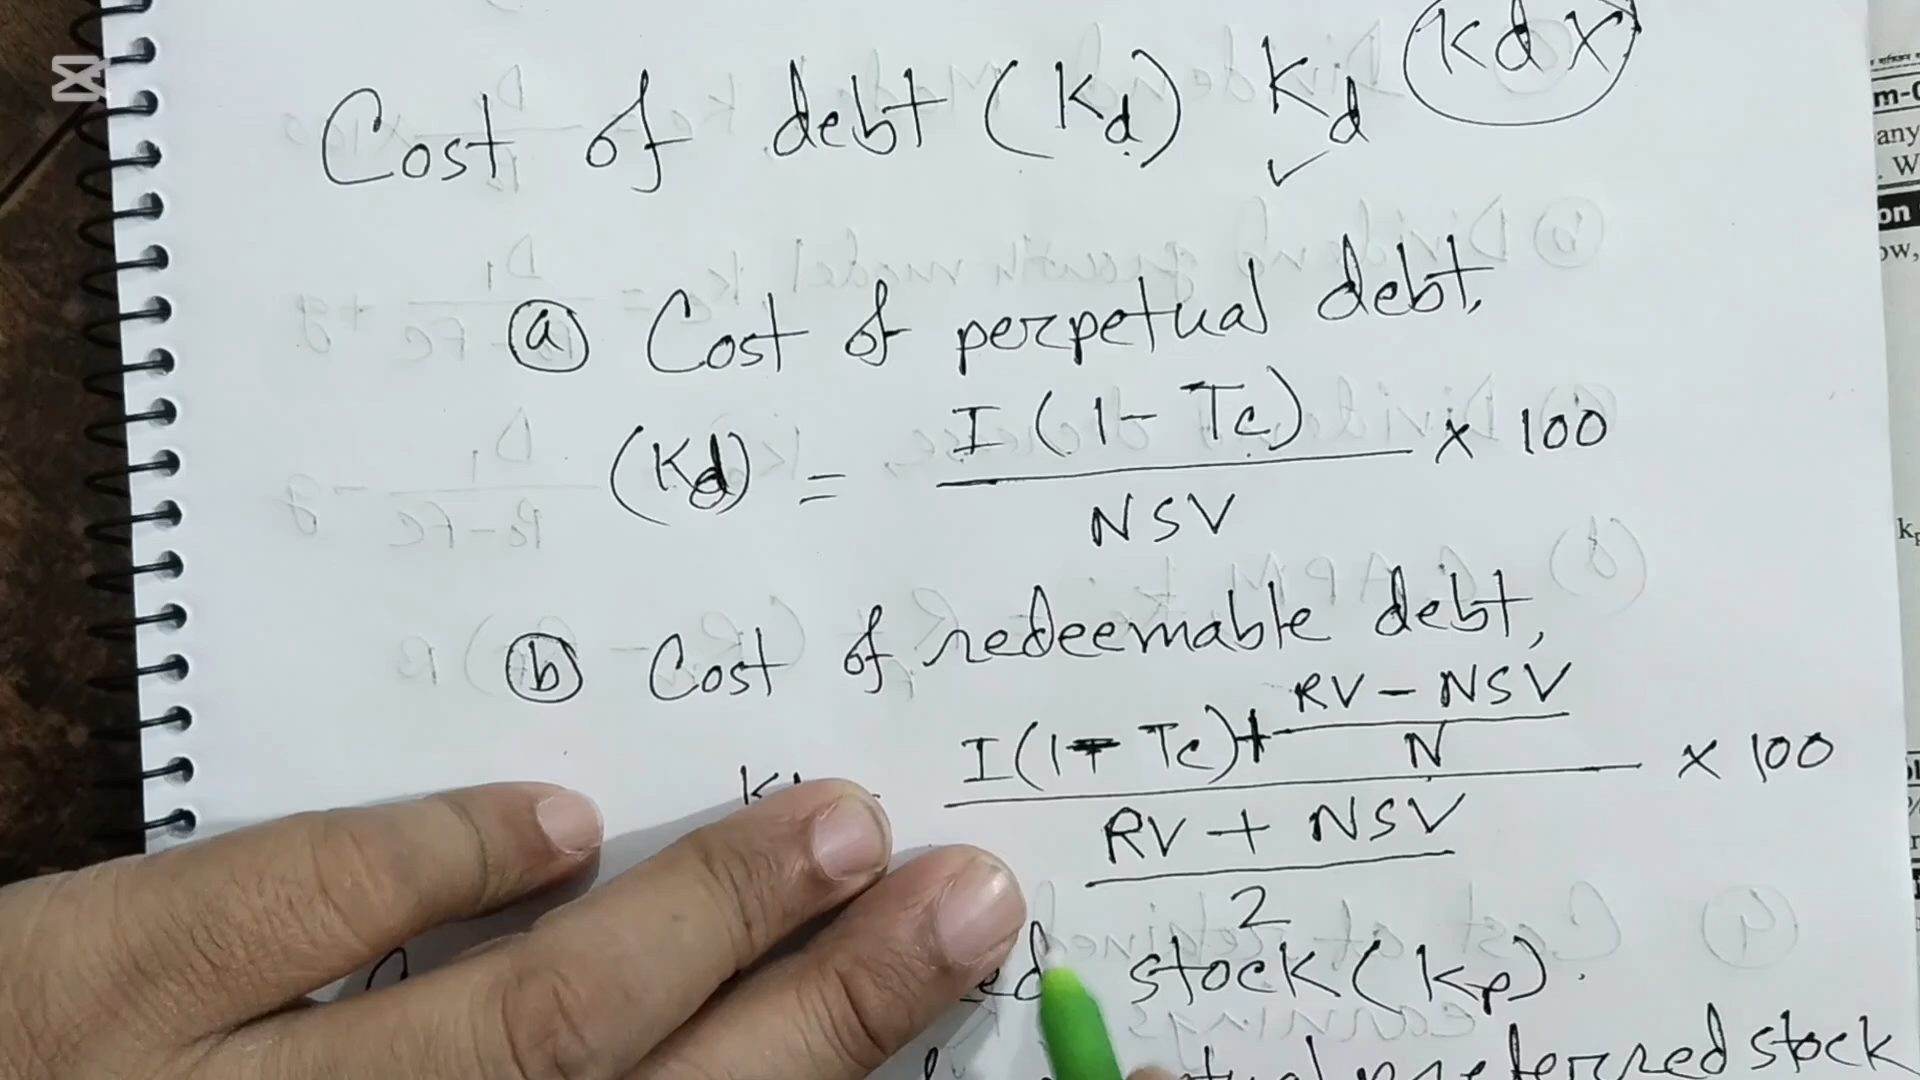 Cost of debt (Kd) Kd kdx
ⓐ Cost of perpetual debt,
(Kd) = I(1- Tc) / NSV × 100
ⓑ Cost of redeemable debt,
I(1- Tc)+ RV - NSV / N
× 100
RV + NSV / 2
stock (Kp).
preferred stock